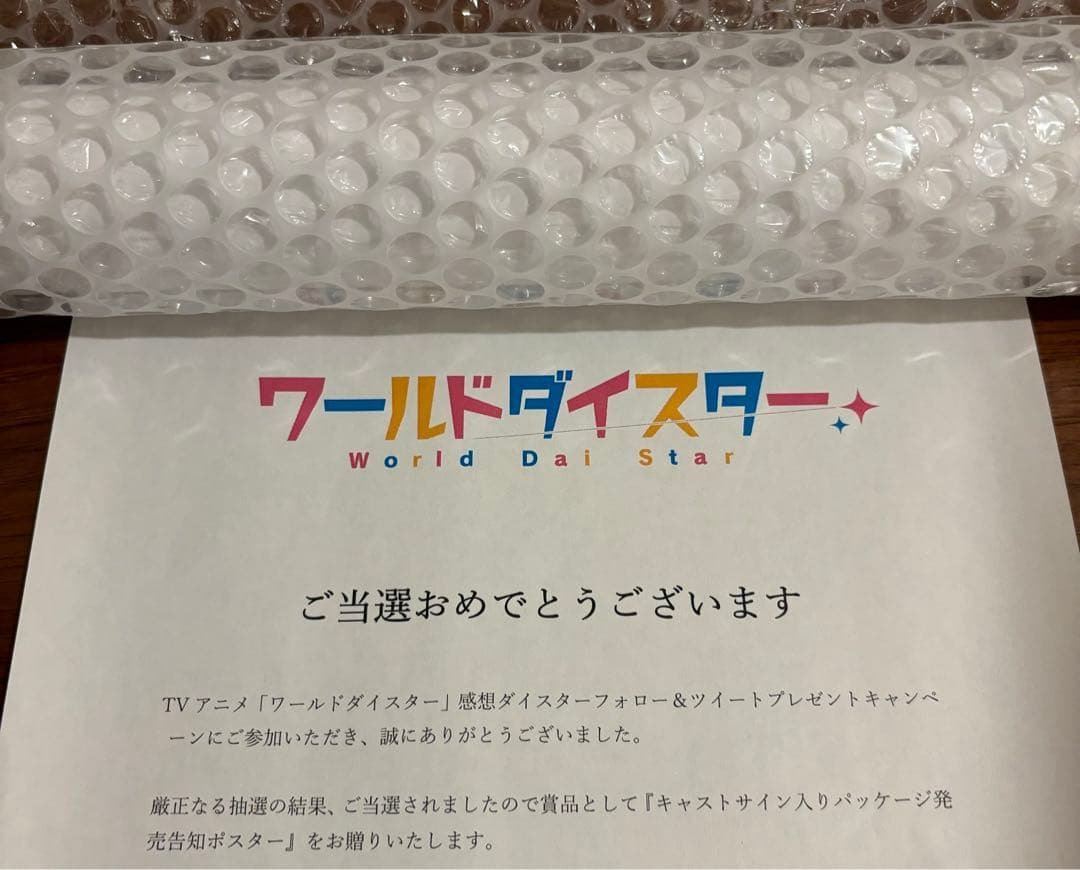 ワールドダイスター
World Dai Star
ご当選おめでとうございます
TVアニメ「ワールドダイスター」感想ダイスターフォロー＆ツイートプレゼントキャンペ
ーンにご参加いただき、誠にありがとうございました。
厳正なる抽選の結果、ご当選されましたので賞品として『キャストサイン入りパッケージ発
売告知ポスター』をお贈りいたします。